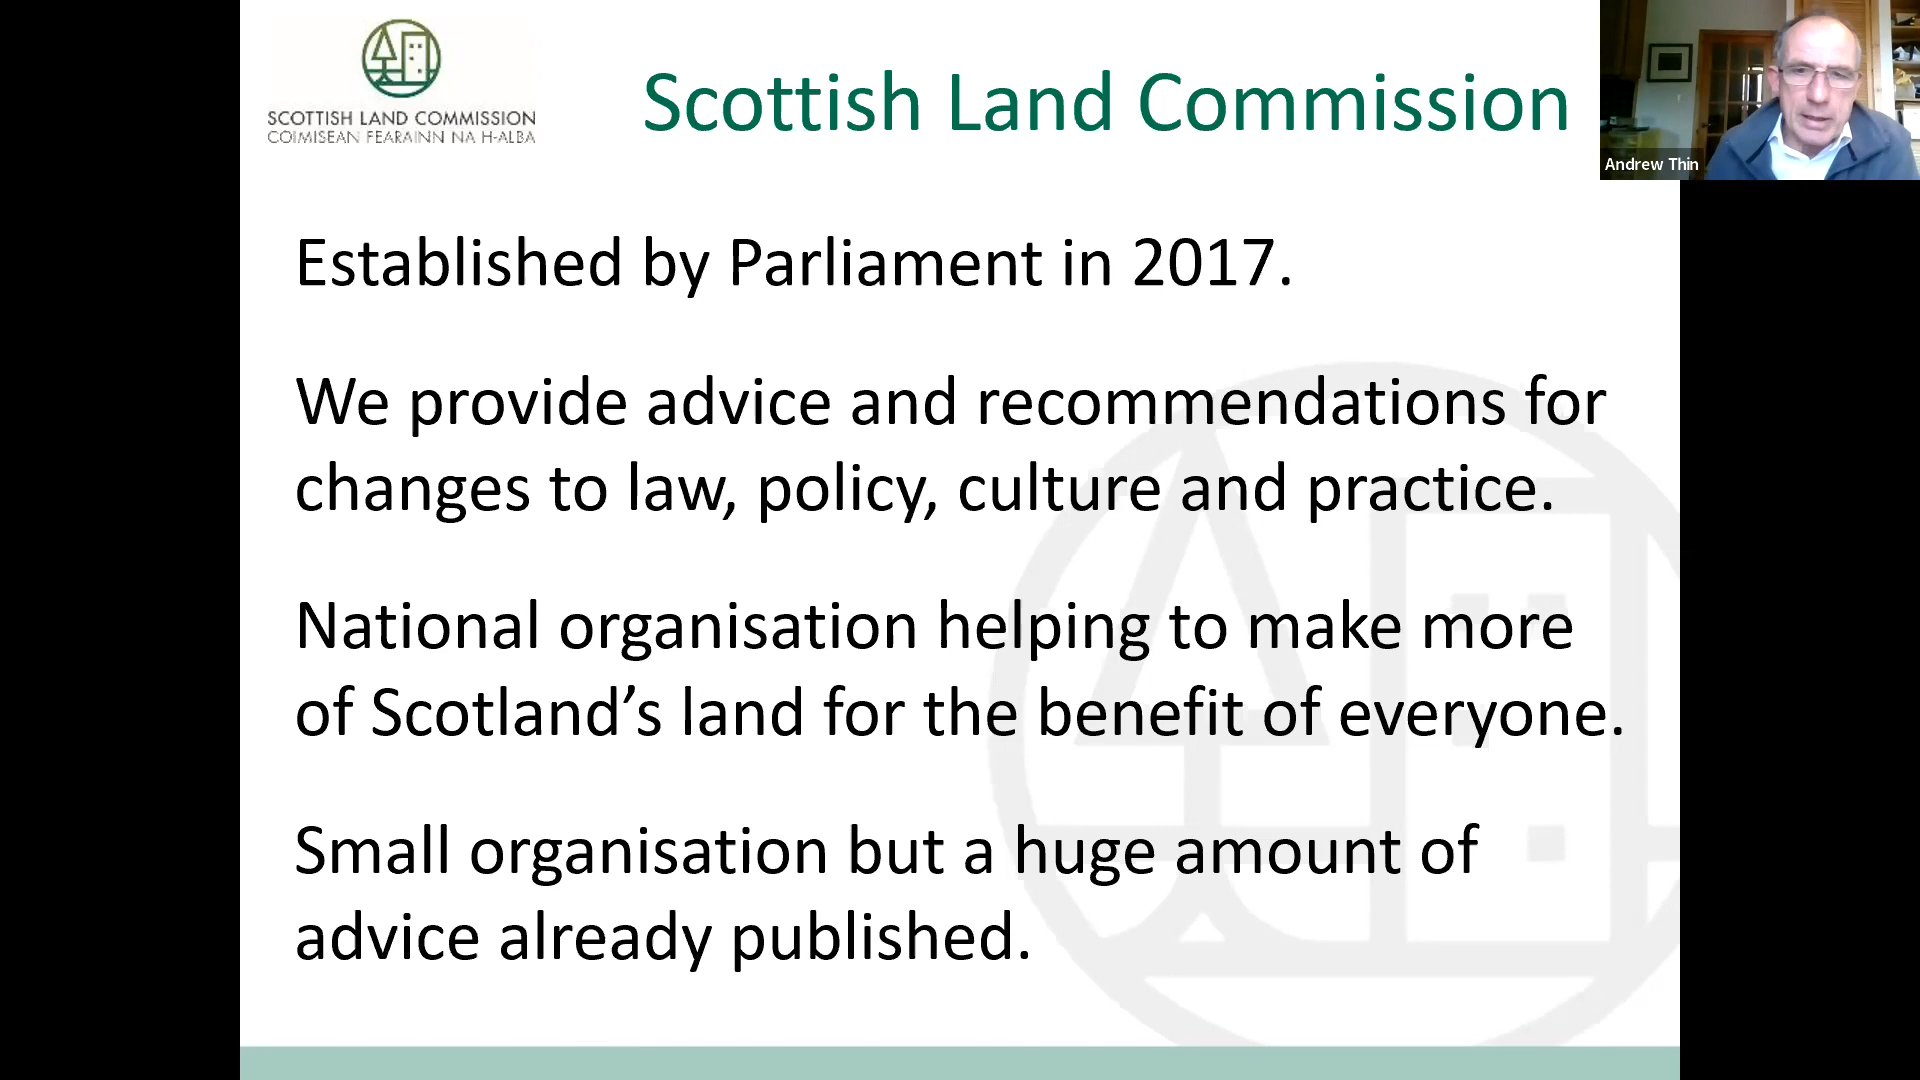 SCOTTISH LAND COMMISSION
COIMISEAN FEARAINN NA H-ALBA
Scottish Land Commission
Andrew Thin
Established by Parliament in 2017.
We provide advice and recommendations for
changes to law, policy, culture and practice.
National organisation helping to make more
of Scotland’s land for the benefit of everyone.
Small organisation but a huge amount of
advice already published.